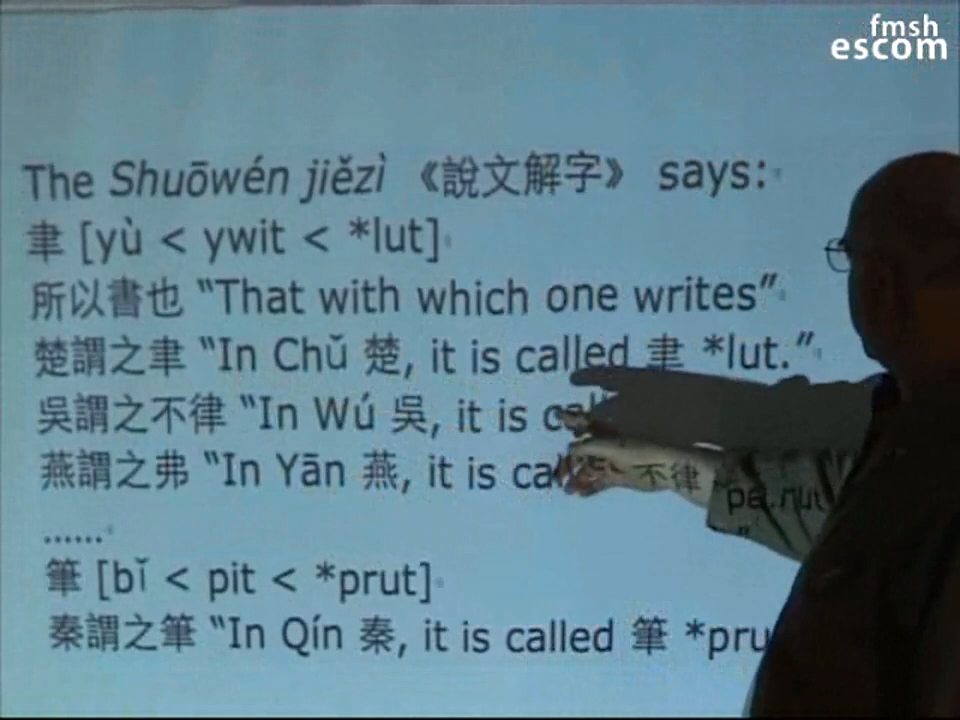 fmsh
escom
The Shuōwén jiězì 《說文解字》 says:
聿 [yù < ywit < *lut]
所以書也 “That with which one writes”
楚謂之聿 “In Chǔ 楚, it is called 聿 *lut.”
吳謂之不律 “In Wú 吳, it is
燕謂之弗 “In Yān 燕, it is 不律
......
筆 [bǐ < pit < *prut]
秦謂之筆 “In Qín 秦, it is called 筆